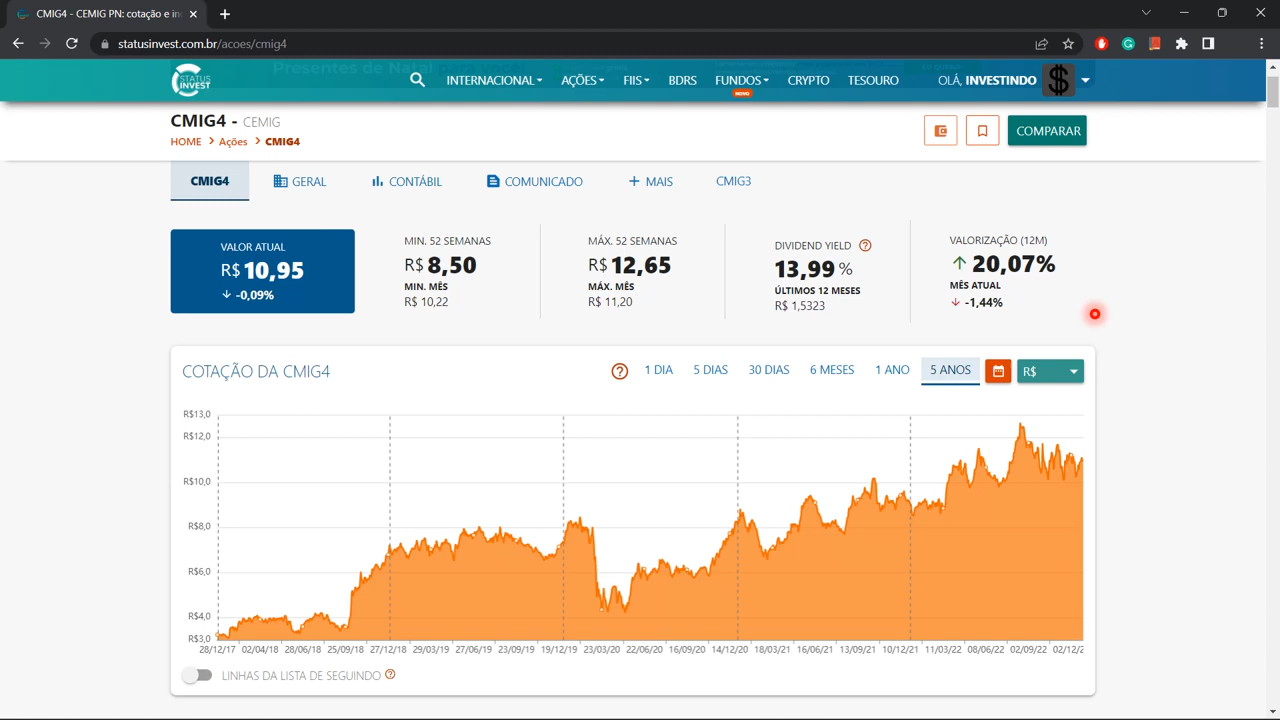 CMIG4 - CEMIG PN: cotação e in
statusinvest.com.br/acoes/cmig4
Presentes de Natal
STATUS INVEST
INTERNACIONAL AÇÕES FIIS BDRS FUNDOS CRYPTO TESOURO OLÁ, INVESTINDO
NOVO
CMIG4 - CEMIG
HOME > Ações > CMIG4
COMPARAR
CMIG4 GERAL CONTÁBIL COMUNICADO + MAIS CMIG3
VALOR ATUAL
R$ 10,95
-0,09%
MIN. 52 SEMANAS
R$ 8,50
MIN. MÊS
R$ 10,22
MÁX. 52 SEMANAS
R$ 12,65
MÁX. MÊS
R$ 11,20
DIVIDEND YIELD ?
13,99 %
ÚLTIMOS 12 MESES
R$ 1,5323
VALORIZAÇÃO (12M)
20,07%
MÊS ATUAL
-1,44%
COTAÇÃO DA CMIG4
? 1 DIA 5 DIAS 30 DIAS 6 MESES 1 ANO 5 ANOS R$
R$13,0
R$12,0
R$10,0
R$8,0
R$6,0
R$4,0
R$3,0
28/12/17 02/04/18 28/06/18 25/09/18 27/12/18 29/03/19 27/06/19 23/09/19 19/12/19 23/03/20 22/06/20 16/09/20 14/12/20 18/03/21 16/06/21 13/09/21 10/12/21 11/03/22 08/06/22 02/09/22 02/12/2
LINHAS DA LISTA DE SEGUINDO ?